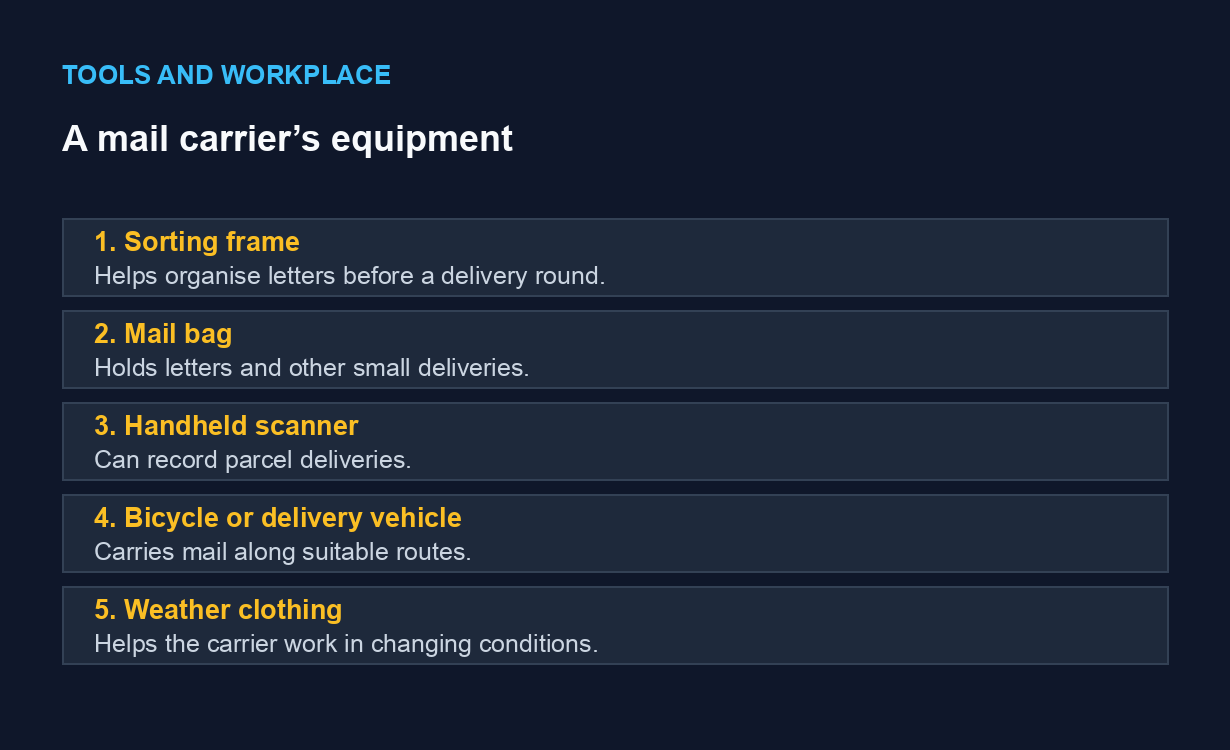 TOOLS AND WORKPLACE
A mail carrier’s equipment
1. Sorting frame
Helps organise letters before a delivery round.
2. Mail bag
Holds letters and other small deliveries.
3. Handheld scanner
Can record parcel deliveries.
4. Bicycle or delivery vehicle
Carries mail along suitable routes.
5. Weather clothing
Helps the carrier work in changing conditions.